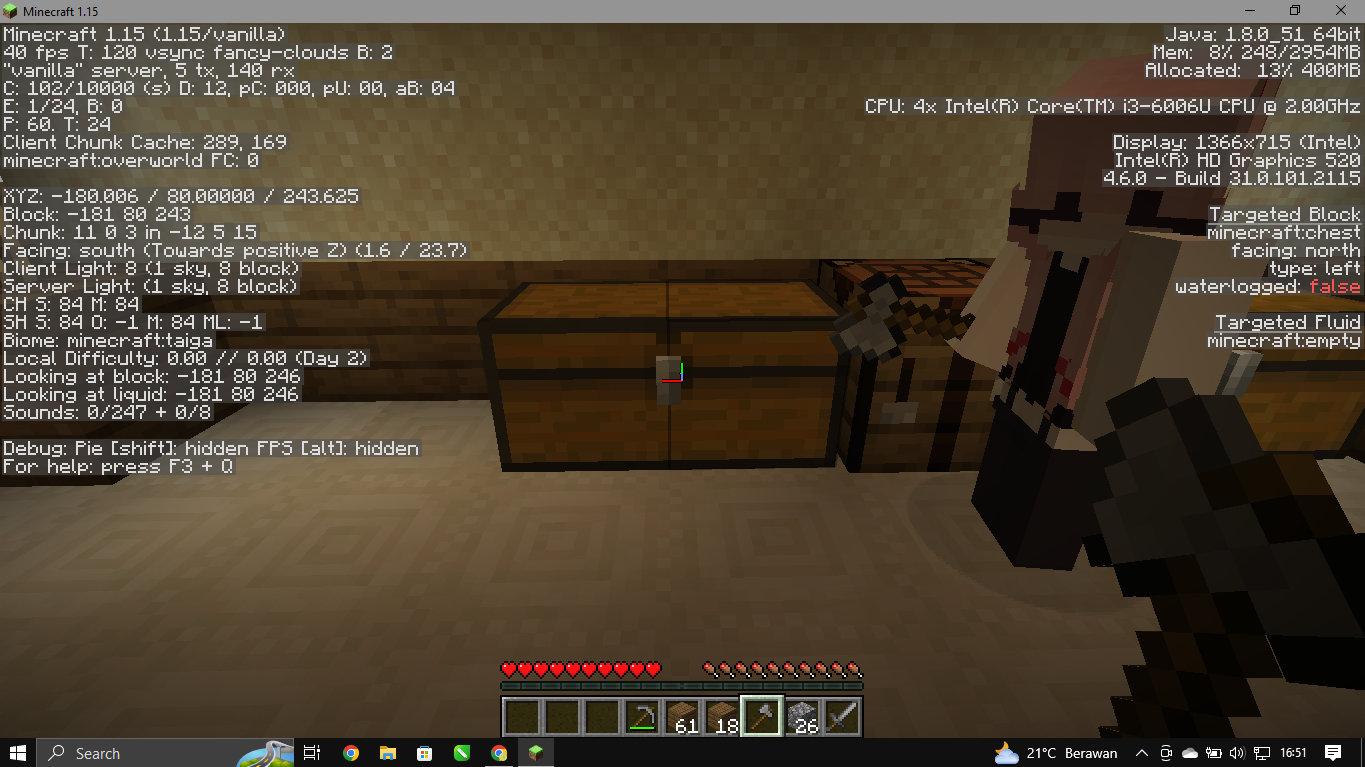 Minecraft 1.15
Minecraft 1.15 (1.15/vanilla)
40 fps T: 120 vsync fancy-clouds B: 2
"vanilla" server, 5 tx, 140 rx
C: 102/10000 (s) D: 12, pC: 000, pU: 00, aB: 04
E: 1/24, B: 0
P: 60. T: 24
Client Chunk Cache: 289, 169
minecraft:overworld FC: 0
XYZ: -180.006 / 80.00000 / 243.625
Block: -181 80 243
Chunk: 11 0 3 in -12 5 15
Facing: south (Towards positive Z) (1.6 / 23.7)
Client Light: 8 (1 sky, 8 block)
Server Light: (1 sky, 8 block)
CH S: 84 M: 84
SH S: 84 O: -1 M: 84 ML: -1
Biome: minecraft:taiga
Local Difficulty: 0.00 // 0.00 (Day 2)
Looking at block: -181 80 246
Looking at liquid: -181 80 246
Sounds: 0/247 + 0/8
Debug: Pie [shift]: hidden FPS [alt]: hidden
For help: press F3 + Q
Java: 1.8.0_51 64bit
Mem: 8% 248/2954MB
Allocated: 13% 400MB
CPU: 4x Intel(R) Core(TM) i3-6006U CPU @ 2.00GHz
Display: 1366x715 (Intel)
Intel(R) HD Graphics 520
4.6.0 - Build 31.0.101.2115
Targeted Block
minecraft:chest
facing: north
type: left
waterlogged: false
Targeted Fluid
minecraft:empty
61 18 26
Search
21°C Berawan
16:51